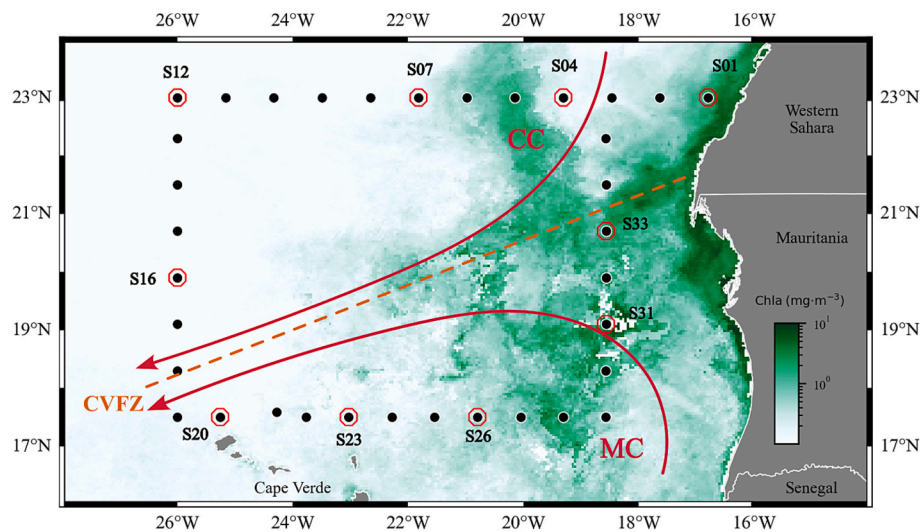 26°W 24°W 22°W 20°W 18°W 16°W
S12 S07 S04 S01
23°N 23°N
Western
Sahara
CC
21°N 21°N
S33
Mauritania
S16
Chla (mg·m⁻³)
S31
19°N 19°N
10¹
10⁰
CVFZ
S20 S23 S26
MC
17°N 17°N
Cape Verde Senegal
26°W 24°W 22°W 20°W 18°W 16°W